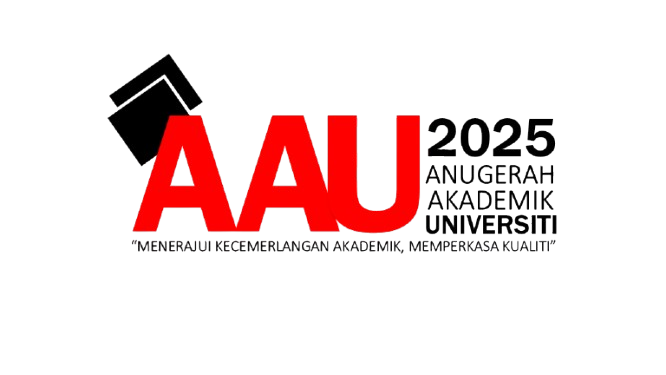 AAU
2025
ANUGERAH
AKADEMIK
UNIVERSITI
“MENERAJUI KECEMERLANGAN AKADEMIK, MEMPERKASA KUALITI”